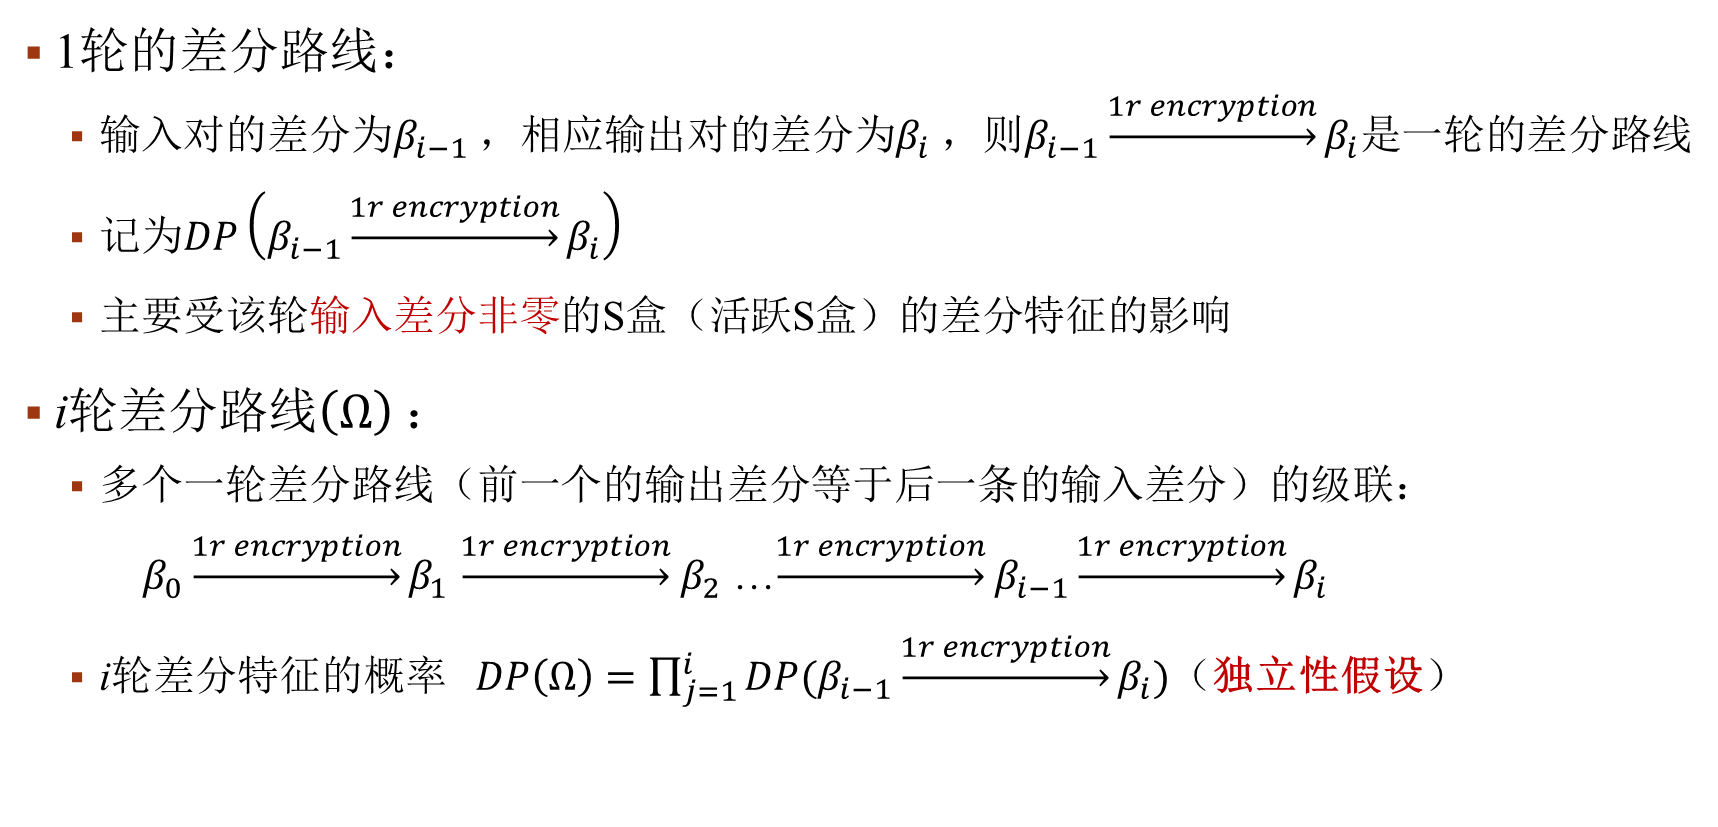 ▪ 1轮的差分路线：
▪ 输入对的差分为β_{i−1}，相应输出对的差分为β_i，则β_{i−1} \xrightarrow{1r encryption} β_i是一轮的差分路线
▪ 记为DP(β_{i−1} \xrightarrow{1r encryption} β_i)
▪ 主要受该轮输入差分非零的S盒（活跃S盒）的差分特征的影响
▪ i轮差分路线(Ω)：
▪ 多个一轮差分路线（前一个的输出差分等于后一条的输入差分）的级联：
β_0 \xrightarrow{1r encryption} β_1 \xrightarrow{1r encryption} β_2 … \xrightarrow{1r encryption} β_{i−1} \xrightarrow{1r encryption} β_i
▪ i轮差分特征的概率 DP(Ω) = ∏_{j=1}^{i} DP(β_{i−1} \xrightarrow{1r encryption} β_i)（独立性假设）